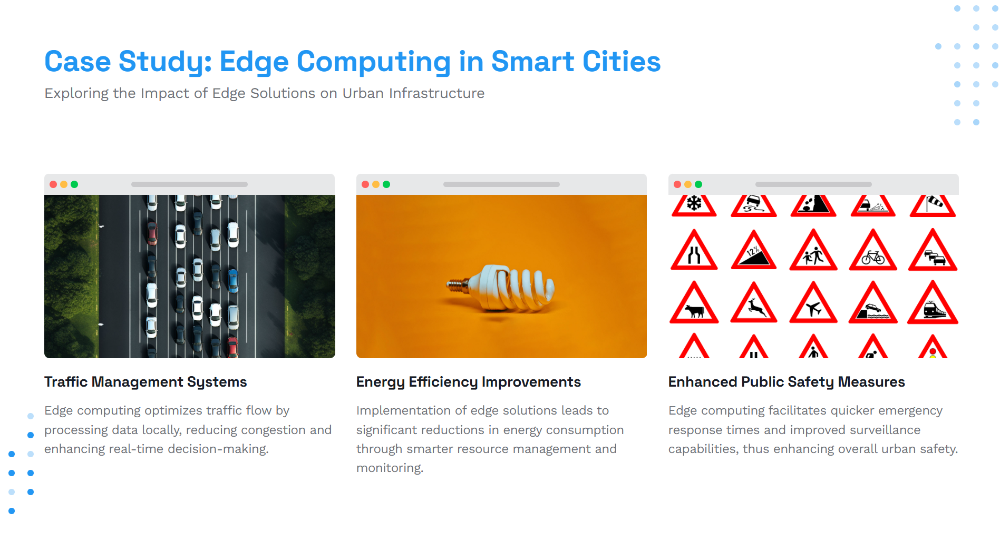 Case Study: Edge Computing in Smart Cities
Exploring the Impact of Edge Solutions on Urban Infrastructure
12%
Traffic Management Systems
Edge computing optimizes traffic flow by
processing data locally, reducing congestion and
enhancing real-time decision-making.
Energy Efficiency Improvements
Implementation of edge solutions leads to
significant reductions in energy consumption
through smarter resource management and
monitoring.
Enhanced Public Safety Measures
Edge computing facilitates quicker emergency
response times and improved surveillance
capabilities, thus enhancing overall urban safety.